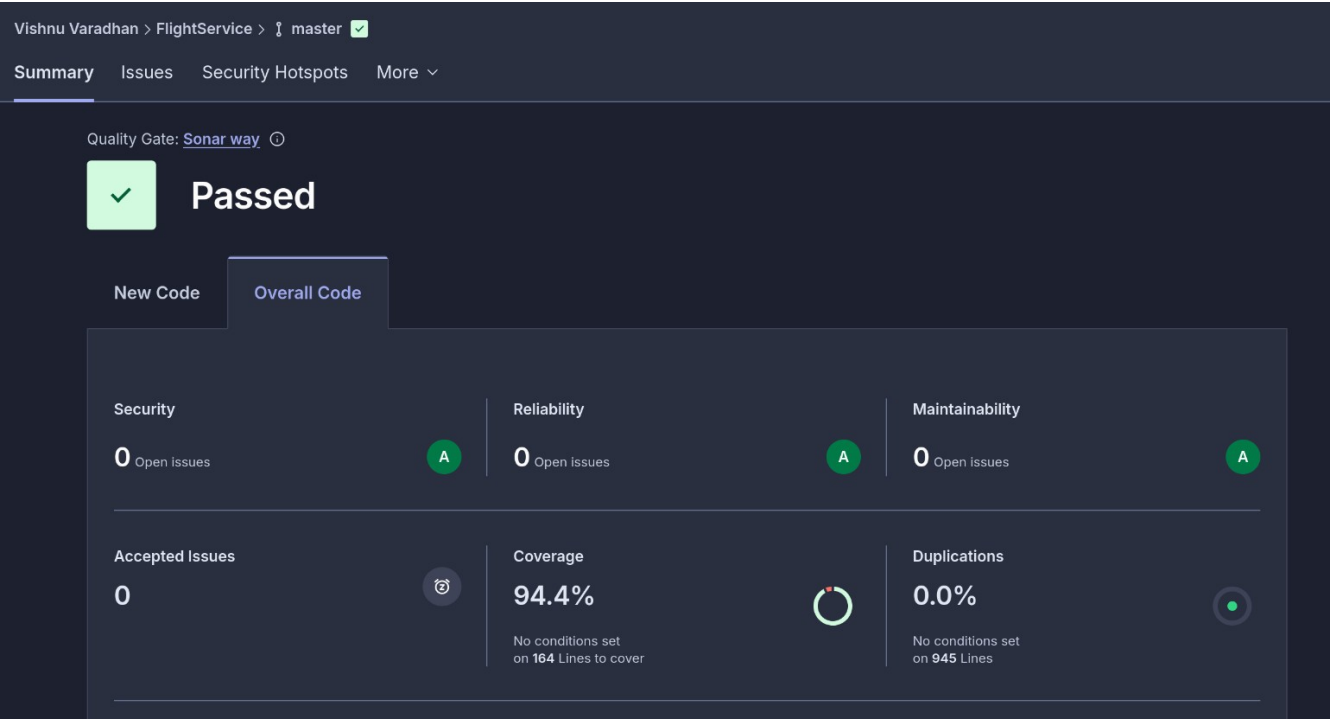 Vishnu Varadhan > FlightService > master
Summary Issues Security Hotspots More
Quality Gate: Sonar way
Passed
New Code Overall Code
Security
0 Open issues A
Reliability
0 Open issues A
Maintainability
0 Open issues A
Accepted Issues
0
Coverage
94.4%
No conditions set
on 164 Lines to cover
Duplications
0.0%
No conditions set
on 945 Lines